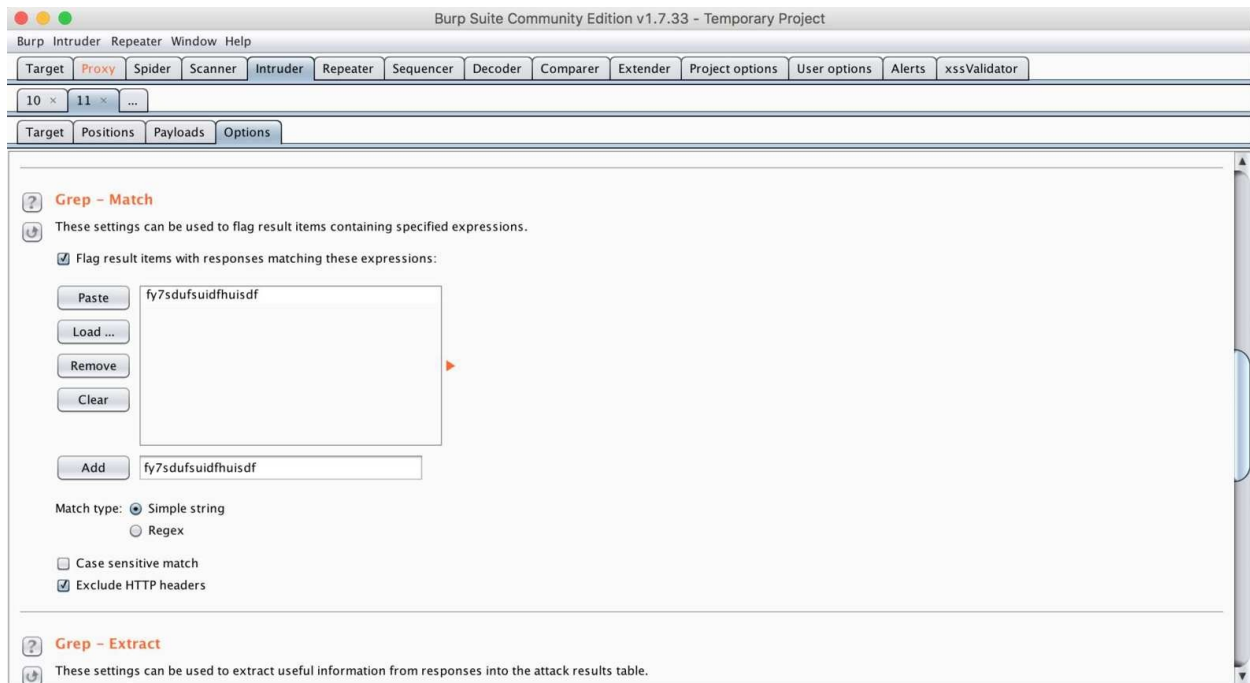 Burp Suite Community Edition v1.7.33 - Temporary Project
Burp Intruder Repeater Window Help
Target Proxy Spider Scanner Intruder Repeater Sequencer Decoder Comparer Extender Project options User options Alerts xssValidator
10 × 11 × ...
Target Positions Payloads Options
? Grep - Match
These settings can be used to flag result items containing specified expressions.
Flag result items with responses matching these expressions:
Paste fy7sdufsuidfhuisdf
Load ...
Remove
Clear
Add fy7sdufsuidfhuisdf
Match type: Simple string
Regex
Case sensitive match
Exclude HTTP headers
? Grep - Extract
These settings can be used to extract useful information from responses into the attack results table.